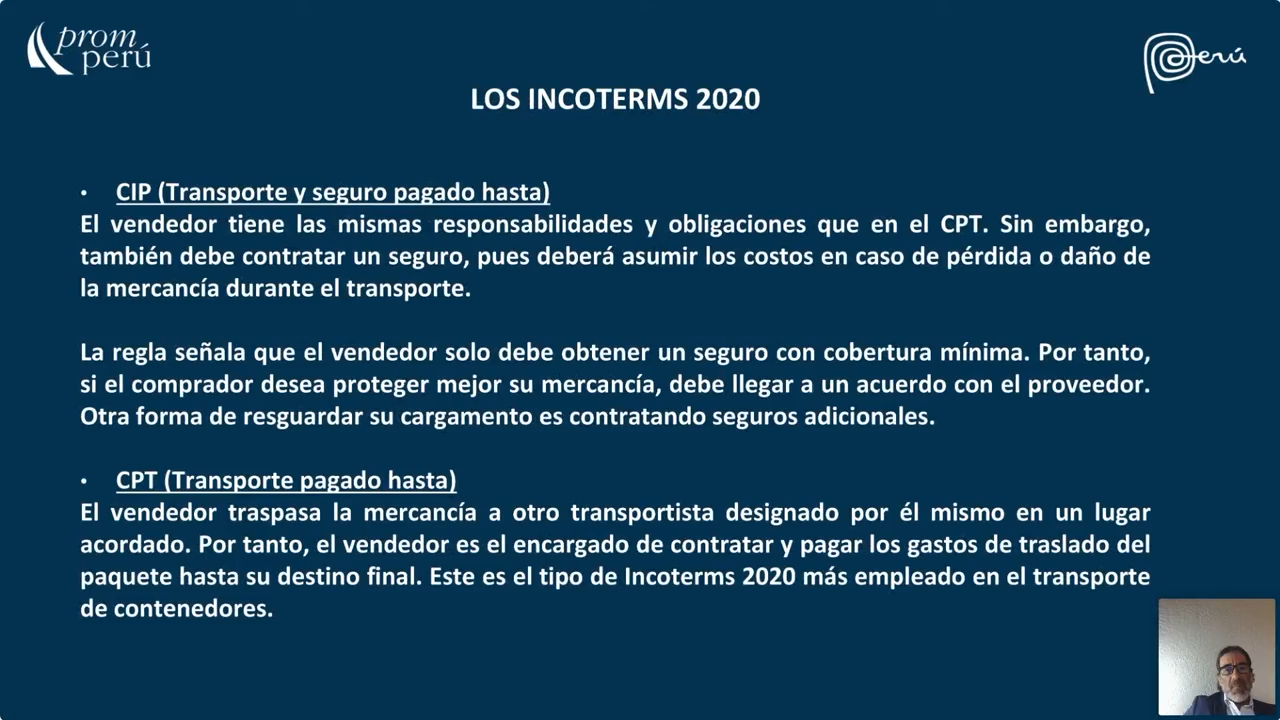 prom
perú
Perú
LOS INCOTERMS 2020
• CIP (Transporte y seguro pagado hasta)
El vendedor tiene las mismas responsabilidades y obligaciones que en el CPT. Sin embargo,
también debe contratar un seguro, pues deberá asumir los costos en caso de pérdida o daño de
la mercancía durante el transporte.
La regla señala que el vendedor solo debe obtener un seguro con cobertura mínima. Por tanto,
si el comprador desea proteger mejor su mercancía, debe llegar a un acuerdo con el proveedor.
Otra forma de resguardar su cargamento es contratando seguros adicionales.
• CPT (Transporte pagado hasta)
El vendedor traspasa la mercancía a otro transportista designado por él mismo en un lugar
acordado. Por tanto, el vendedor es el encargado de contratar y pagar los gastos de traslado del
paquete hasta su destino final. Este es el tipo de Incoterms 2020 más empleado en el transporte
de contenedores.